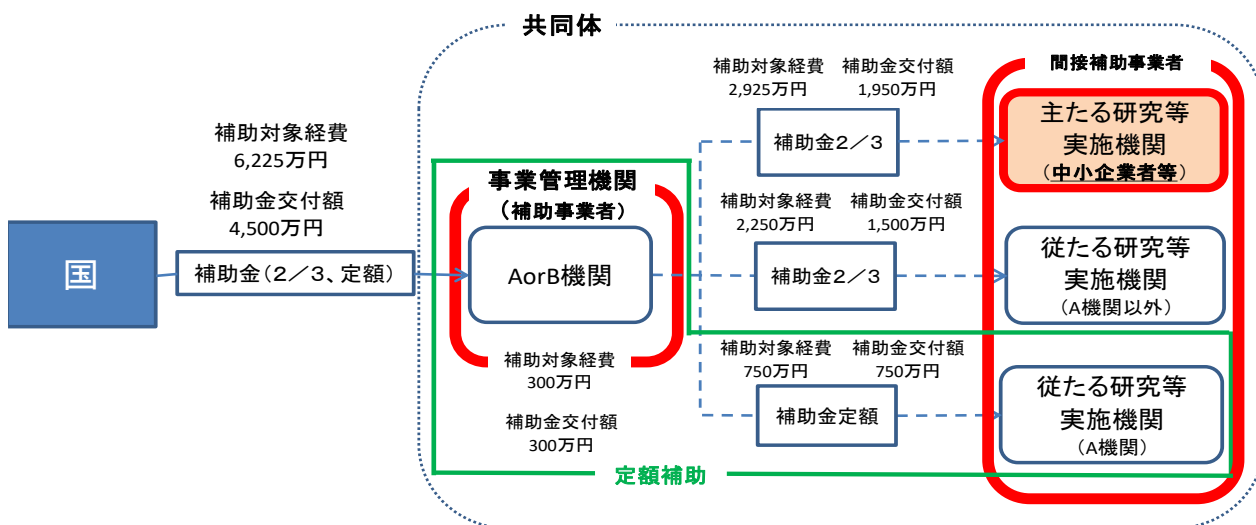 共同体
補助対象経費
6,225万円
補助金交付額
4,500万円
国
補助金(2/3、定額)
事業管理機関
(補助事業者)
AorB機関
補助対象経費
300万円
補助金交付額
300万円
補助対象経費 補助金交付額
2,925万円 1,950万円
補助金2/3
補助対象経費 補助金交付額
2,250万円 1,500万円
補助金2/3
補助対象経費 補助金交付額
750万円 750万円
補助金定額
間接補助事業者
主たる研究等
実施機関
(中小企業者等)
従たる研究等
実施機関
(A機関以外)
従たる研究等
実施機関
(A機関)
定額補助